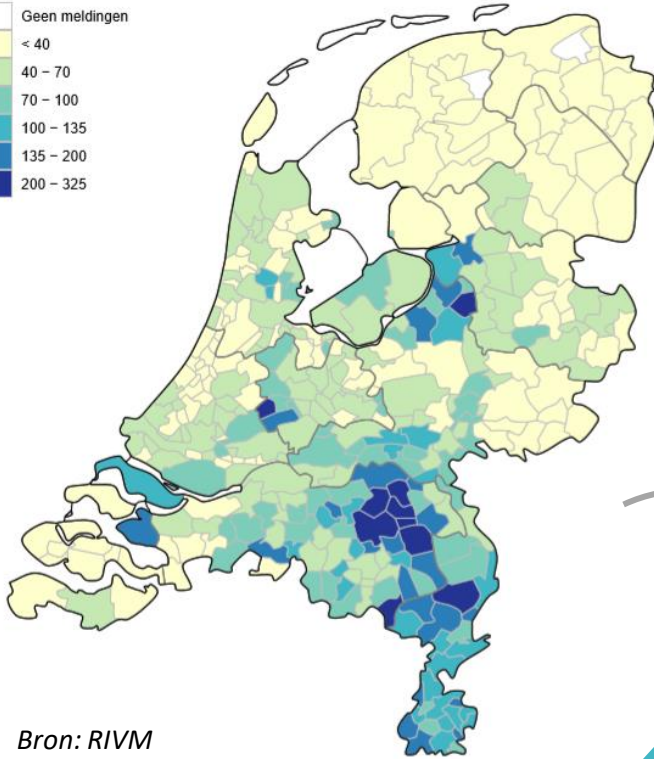 Geen meldingen
< 40
40 – 70
70 – 100
100 – 135
135 – 200
200 – 325
Bron: RIVM